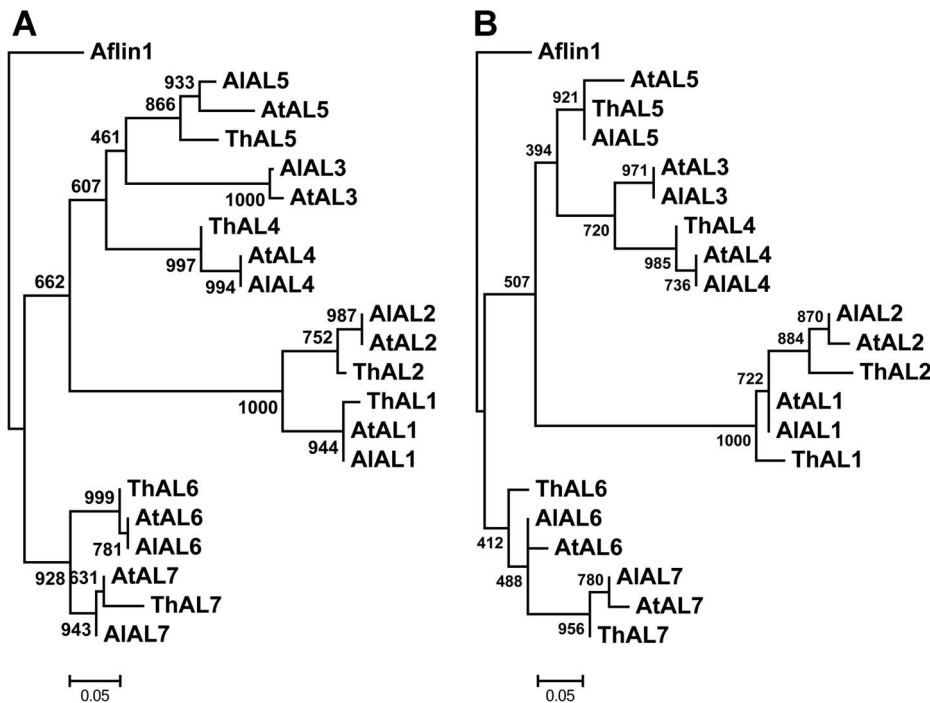 A
Aflin1
933
AlAL5
866
AtAL5
461
ThAL5
607
AlAL3
1000
AtAL3
ThAL4
997
AtAL4
994
AlAL4
662
987
AlAL2
752
AtAL2
ThAL2
1000
ThAL1
AtAL1
944
AlAL1
999
ThAL6
AtAL6
781
AlAL6
928
631
AtAL7
ThAL7
943
AlAL7
0.05
B
Aflin1
AtAL5
921
ThAL5
AlAL5
394
971
AtAL3
AlAL3
720
ThAL4
985
AtAL4
736
AlAL4
507
870
AlAL2
884
AtAL2
ThAL2
722
AtAL1
AlAL1
1000
ThAL1
ThAL6
AlAL6
412
AtAL6
488
780
AlAL7
AtAL7
956
ThAL7
0.05